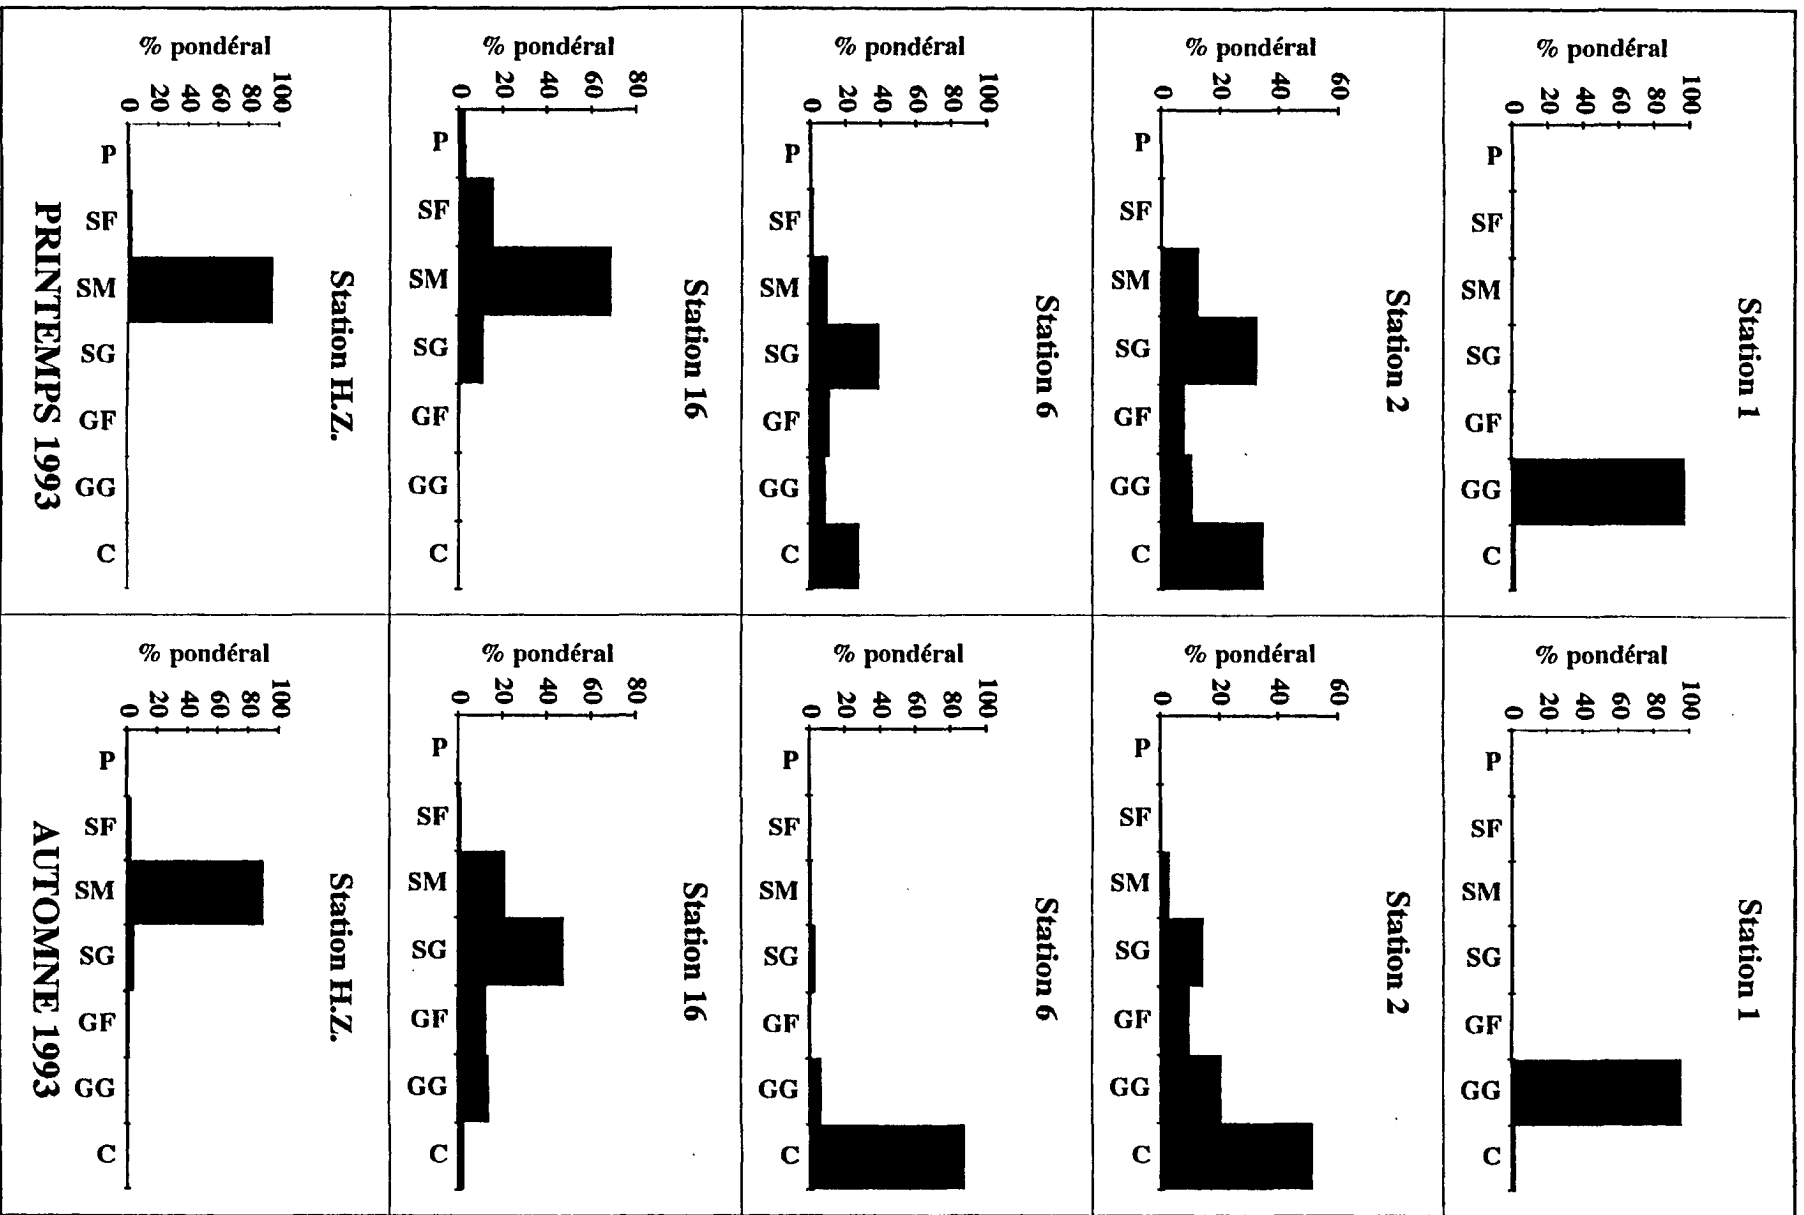 % pondéral
0 20 40 60 80 100
P
SF
SM
SG
GF
GG
C
Station H.Z.
PRINTEMPS 1993
% pondéral
0 20 40 60 80
P
SF
SM
SG
GF
GG
C
Station 16
% pondéral
0 20 40 60 80 100
P
SF
SM
SG
GF
GG
C
Station 6
% pondéral
0 20 40 60
P
SF
SM
SG
GF
GG
C
Station 2
% pondéral
0 20 40 60 80 100
P
SF
SM
SG
GF
GG
C
Station 1
% pondéral
0 20 40 60 80 100
P
SF
SM
SG
GF
GG
C
Station H.Z.
AUTOMNE 1993
% pondéral
0 20 40 60 80
P
SF
SM
SG
GF
GG
C
Station 16
% pondéral
0 20 40 60 80 100
P
SF
SM
SG
GF
GG
C
Station 6
% pondéral
0 20 40 60
P
SF
SM
SG
GF
GG
C
Station 2
% pondéral
0 20 40 60 80 100
P
SF
SM
SG
GF
GG
C
Station 1